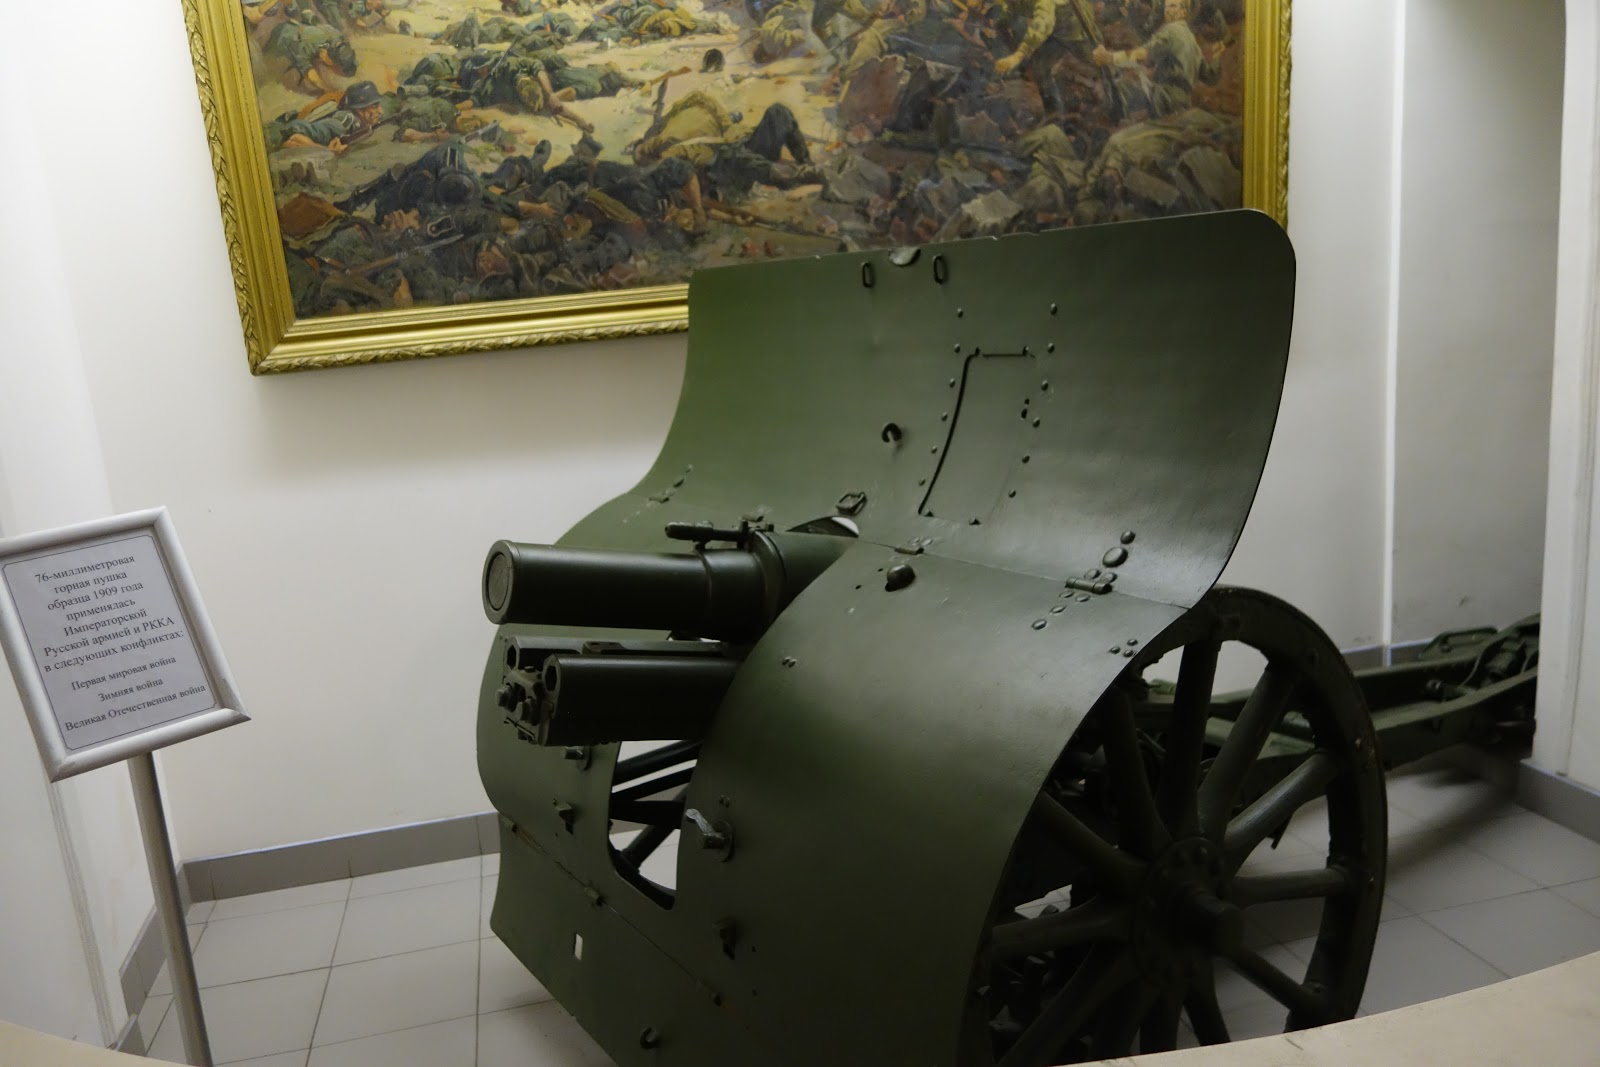 76-миллиметровая
горная пушка
образца 1909 года
применялась
Императорской
Русской армией и РККА
в следующих конфликтах:
Первая мировая война
Зимняя война
Великая Отечественная война